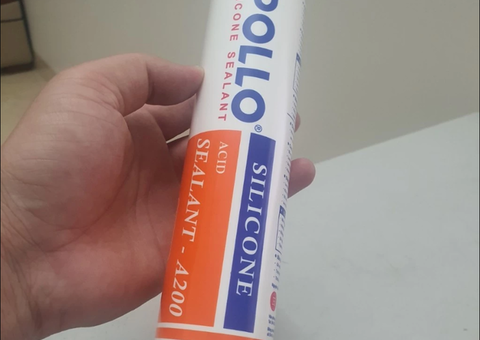 POLLO®
CONE SEALANT
SILICONE
ACID
SEALANT - A200